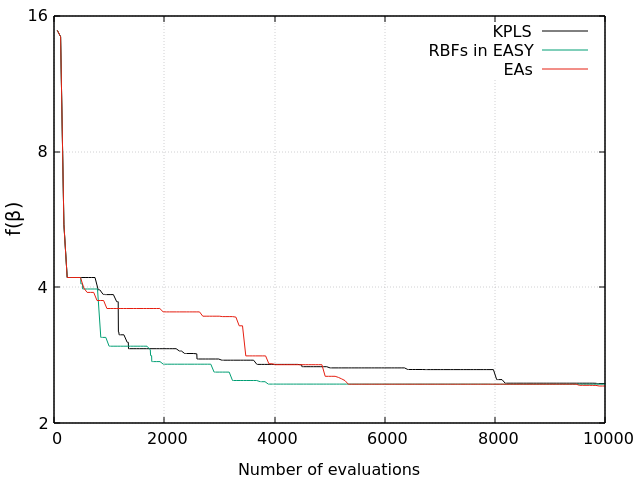 16
8
4
2
f(β)
KPLS
RBFs in EASY
EAs
0 2000 4000 6000 8000 10000
Number of evaluations